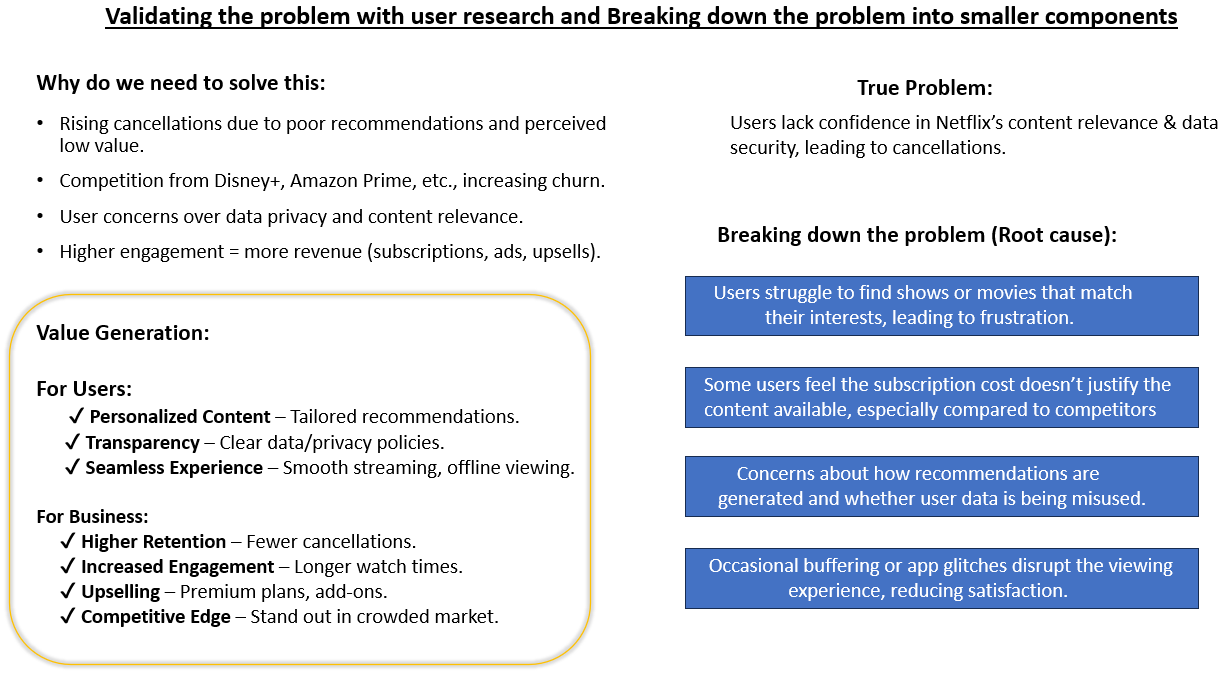 Validating the problem with user research and Breaking down the problem into smaller components
Why do we need to solve this:
• Rising cancellations due to poor recommendations and perceived
low value.
• Competition from Disney+, Amazon Prime, etc., increasing churn.
• User concerns over data privacy and content relevance.
• Higher engagement = more revenue (subscriptions, ads, upsells).
Value Generation:
For Users:
✓ Personalized Content – Tailored recommendations.
✓ Transparency – Clear data/privacy policies.
✓ Seamless Experience – Smooth streaming, offline viewing.
For Business:
✓ Higher Retention – Fewer cancellations.
✓ Increased Engagement – Longer watch times.
✓ Upselling – Premium plans, add-ons.
✓ Competitive Edge – Stand out in crowded market.
True Problem:
Users lack confidence in Netflix’s content relevance & data
security, leading to cancellations.
Breaking down the problem (Root cause):
Users struggle to find shows or movies that match
their interests, leading to frustration.
Some users feel the subscription cost doesn’t justify the
content available, especially compared to competitors
Concerns about how recommendations are
generated and whether user data is being misused.
Occasional buffering or app glitches disrupt the viewing
experience, reducing satisfaction.